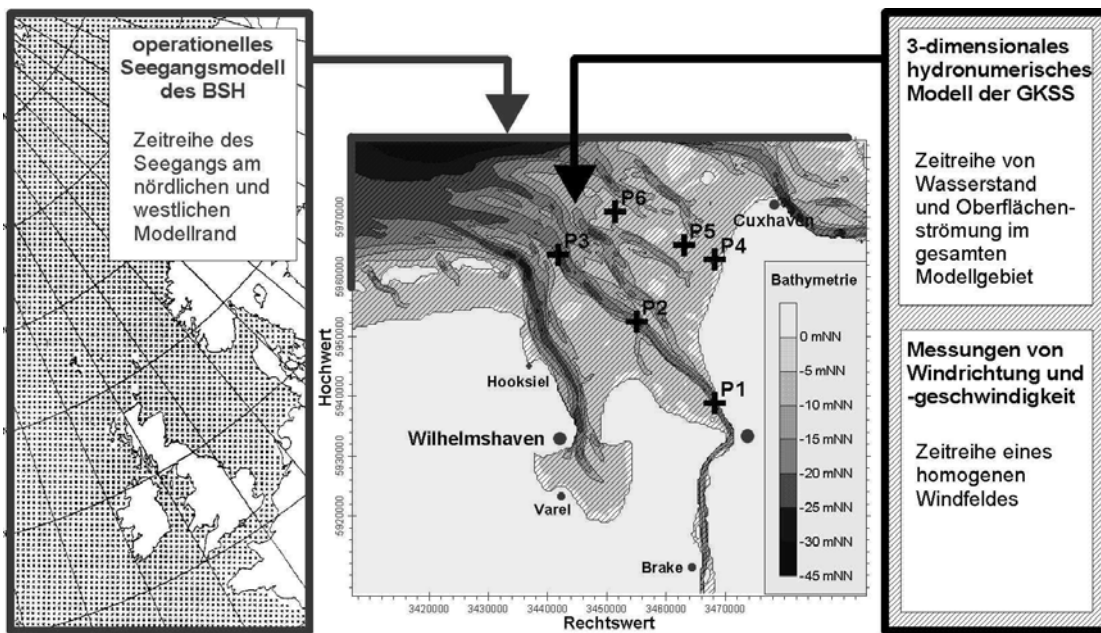 operationelles
Seegangsmodell
des BSH
Zeitreihe des
Seegangs am
nördlichen und
westlichen
Modellrand
3-dimensionales
hydronumerisches
Modell der GKSS
Zeitreihe von
Wasserstand
und Oberflächen-
strömung im
gesamten
Modellgebiet
Messungen von
Windrichtung und
-geschwindigkeit
Zeitreihe eines
homogenen
Windfeldes
P6
Cuxhaven
P3
P5
P4
P2
P1
Hooksiel
Wilhelmshaven
Varel
Brake
Bathymetrie
0 mNN
-5 mNN
-10 mNN
-15 mNN
-20 mNN
-25 mNN
-30 mNN
-45 mNN
Hochwert
5970000
5950000
5940000
5930000
5920000
3420000 3430000 3440000 3450000 3460000 3470000
Rechtswert